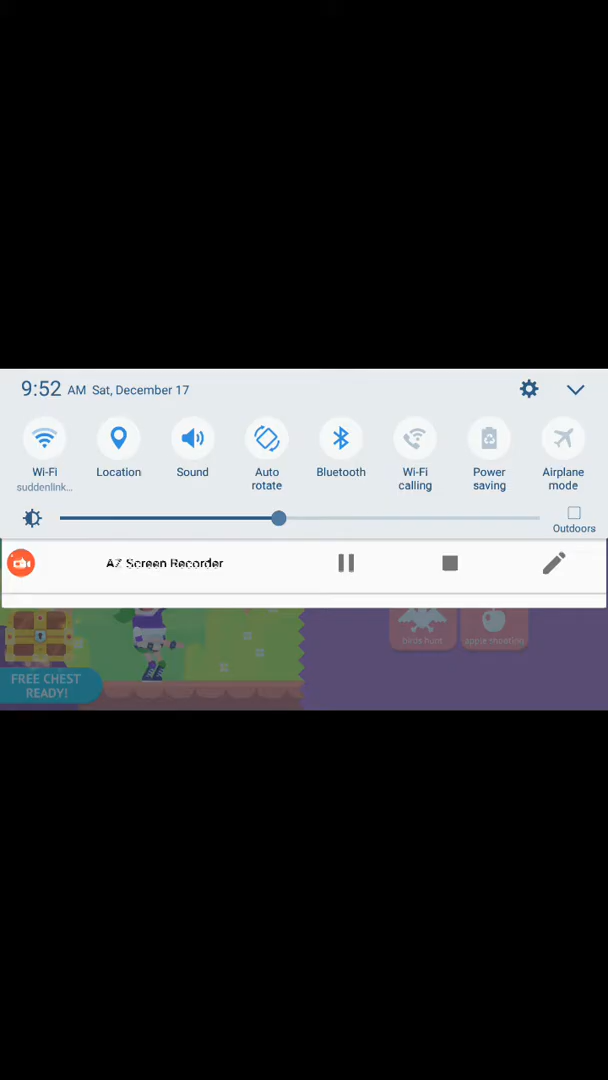 9:52 AM Sat, December 17
Wi-Fi
suddenlink...
Location
Sound
Auto
rotate
Bluetooth
Wi-Fi
calling
Power
saving
Airplane
mode
Outdoors
AZ Screen Recorder
birds hunt
apple shooting
FREE CHEST
READY!